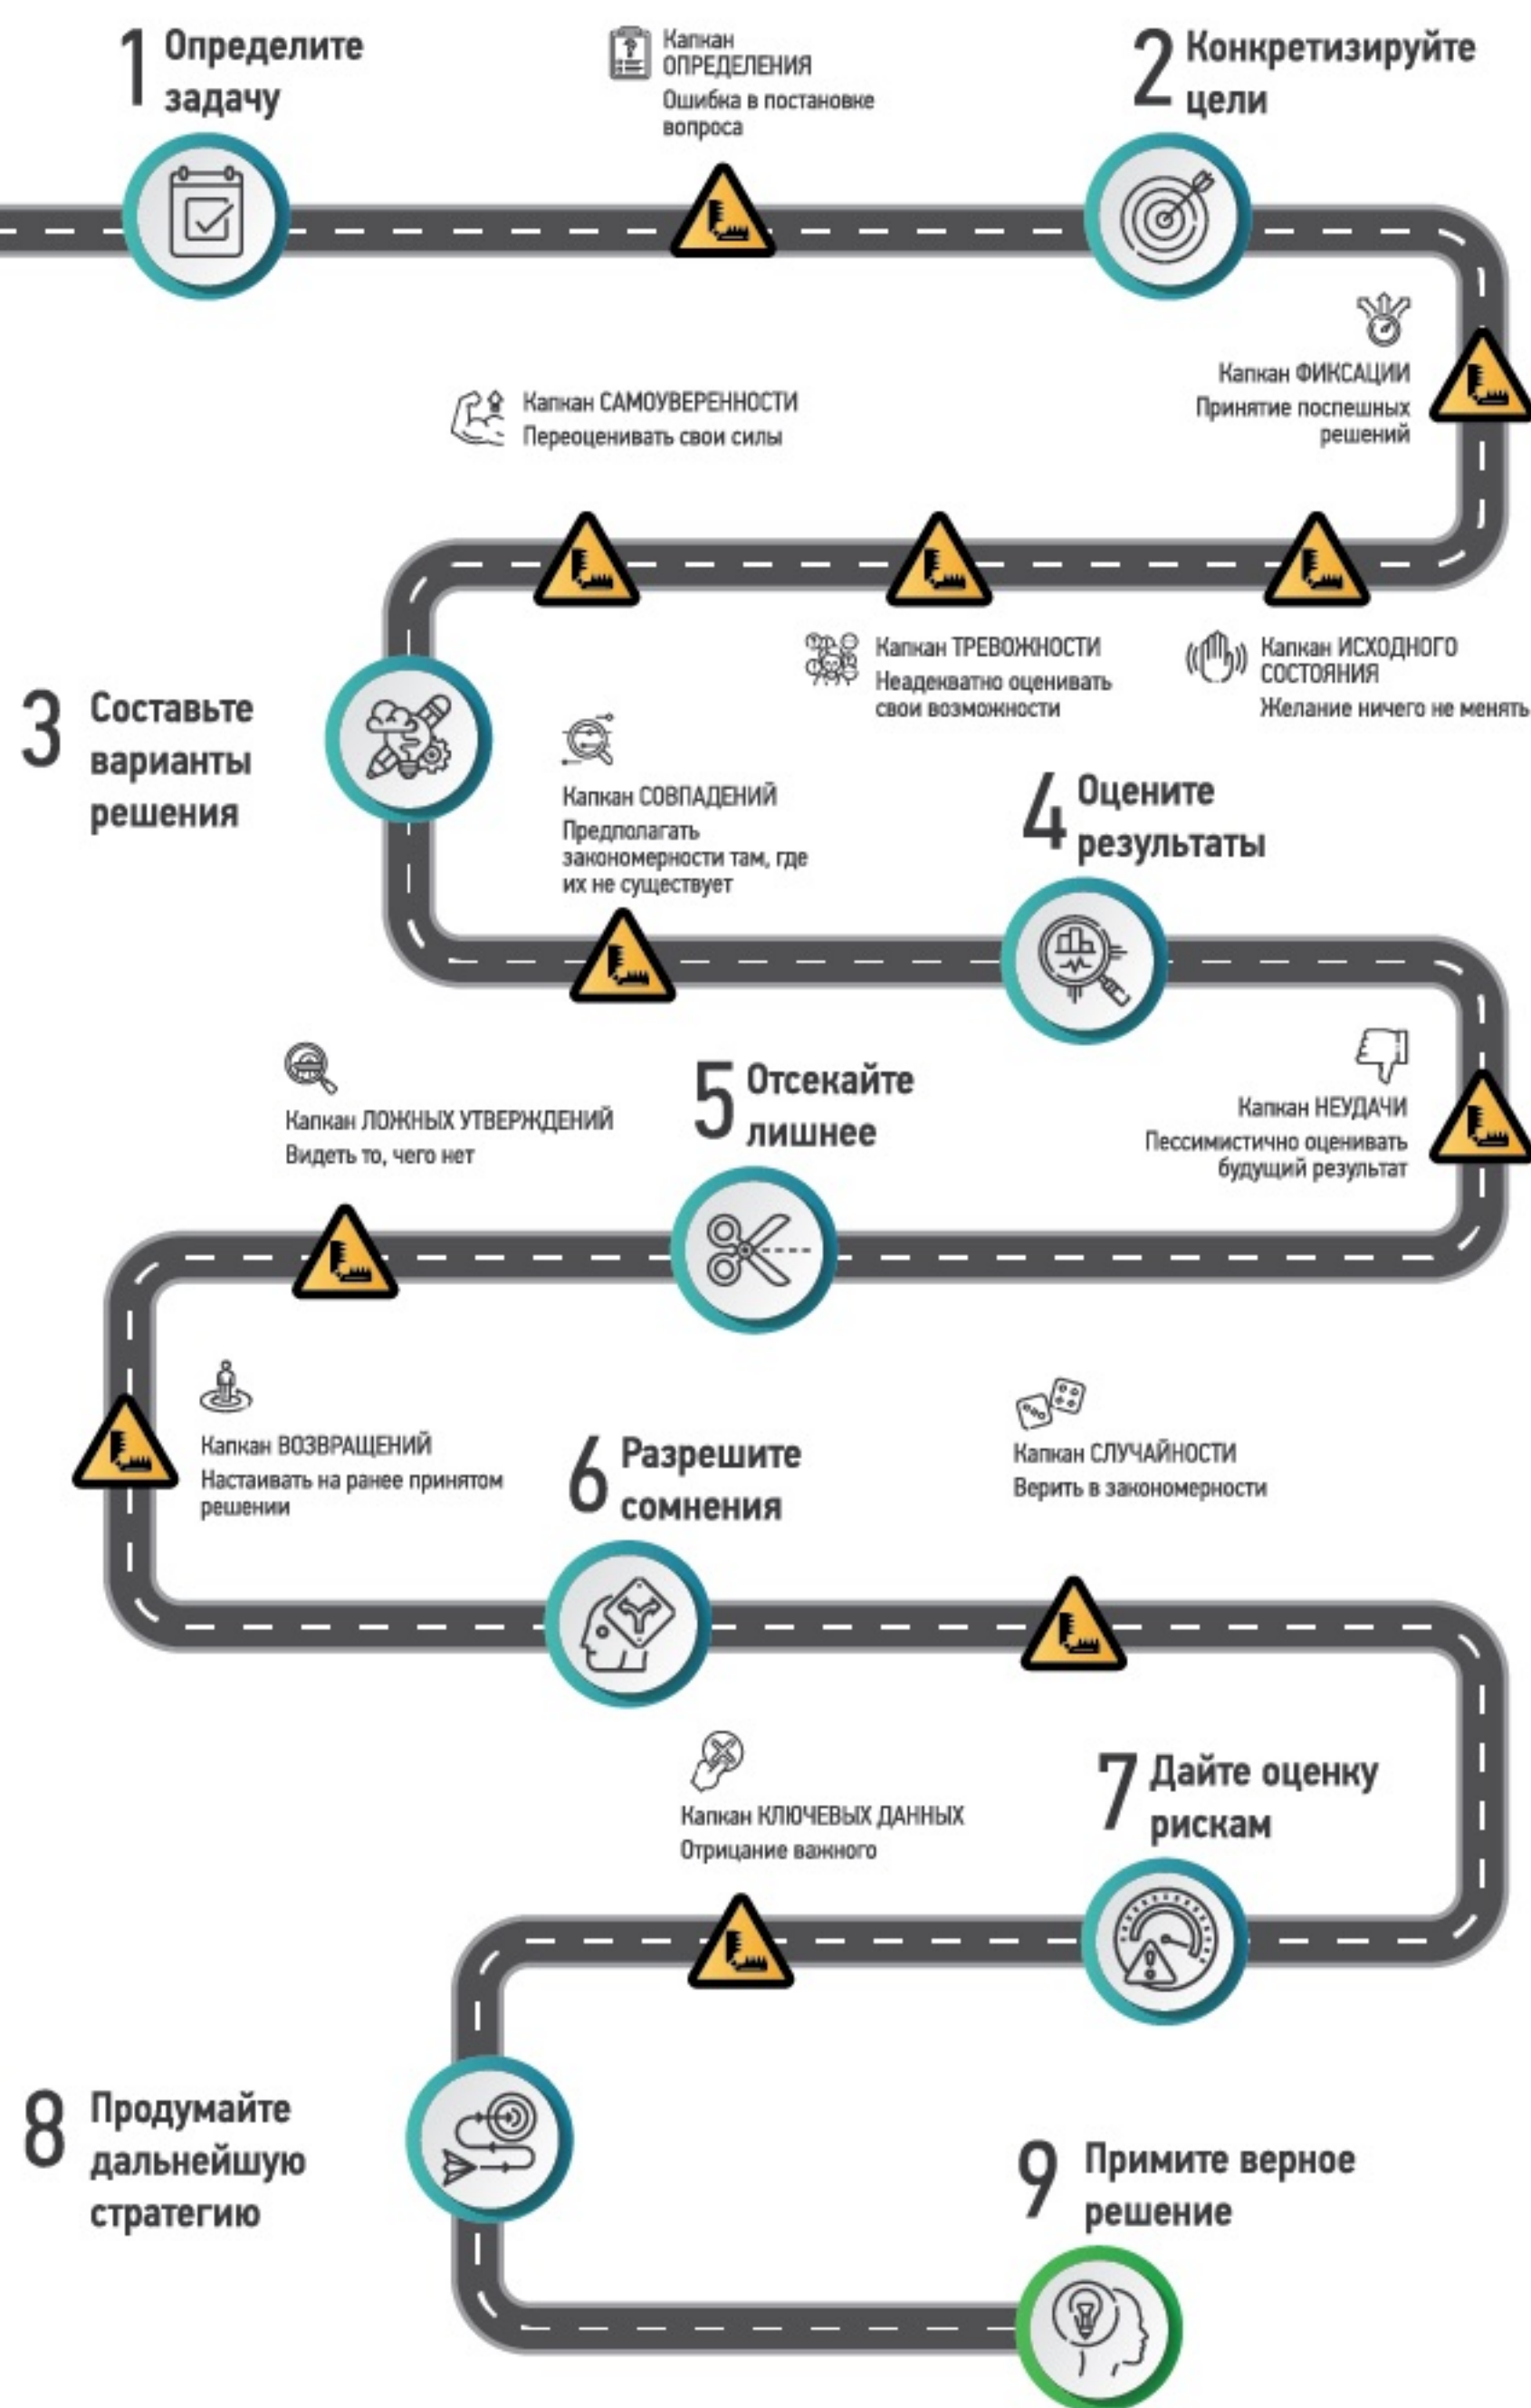 1 Определите
задачу
Капкан
ОПРЕДЕЛЕНИЯ
Ошибка в постановке
вопроса
2 Конкретизируйте
цели
Капкан ФИКСАЦИИ
Принятие поспешных
решений
Капкан САМОУВЕРЕННОСТИ
Переоценивать свои силы
Капкан ТРЕВОЖНОСТИ
Неадекватно оценивать
свои возможности
Капкан ИСХОДНОГО
СОСТОЯНИЯ
Желание ничего не менять
3 Составьте
варианты
решения
Капкан СОВПАДЕНИЙ
Предполагать
закономерности там, где
их не существует
4 Оцените
результаты
Капкан НЕУДАЧИ
Пессимистично оценивать
будущий результат
5 Отсекайте
лишнее
Капкан ЛОЖНЫХ УТВЕРЖДЕНИЙ
Видеть то, чего нет
Капкан ВОЗВРАЩЕНИЙ
Настаивать на ранее принятом
решении
6 Разрешите
сомнения
Капкан СЛУЧАЙНОСТИ
Верить в закономерности
7 Дайте оценку
рискам
Капкан КЛЮЧЕВЫХ ДАННЫХ
Отрицание важного
8 Продумайте
дальнейшую
стратегию
9 Примите верное
решение